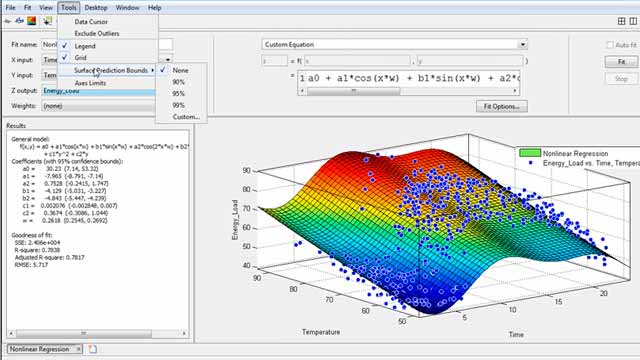 File Fit View Tools Desktop Window Help
Data Cursor
Exclude Outliers
Legend
Grid
Surface Prediction Bounds
Axes Limits
None
90%
95%
99%
Custom...
Fit name:
X input:
Y input:
Z output: Energy_Load
Weights: (none)
Custom Equation
z = f( x , y )
= 1 a0 + a1*cos(x*w) + b1*sin(x*w) + a2*c
Fit Options...
Auto fit
Fit
Stop
Results
General model:
f(x,y) = a0 + a1*cos(x*w) + b1*sin(x*w) + a2*cos(2*x*w) + b2*
+ c1*y^2 + c2*y
Coefficients (with 95% confidence bounds):
a0 = 30.23 (7.14, 53.32)
a1 = -7.965 (-8.791, -7.14)
a2 = 0.7528 (-0.2415, 1.747)
b1 = -4.129 (-5.031, -3.227)
b2 = -4.843 (-5.447, -4.239)
c1 = 0.002076 (-0.002848, 0.007)
c2 = 0.3674 (-0.3086, 1.044)
w = 0.2618 (0.2545, 0.2692)
Goodness of fit:
SSE: 2.406e+004
R-square: 0.7838
Adjusted R-square: 0.7817
RMSE: 5.717
Nonlinear Regression
Energy_Load vs. Time, Tempera
Energy_Load
90
80
70
60
50
40
90
80
70
60
50
Temperature
5
10
15
20
Time
Nonlinear Regression